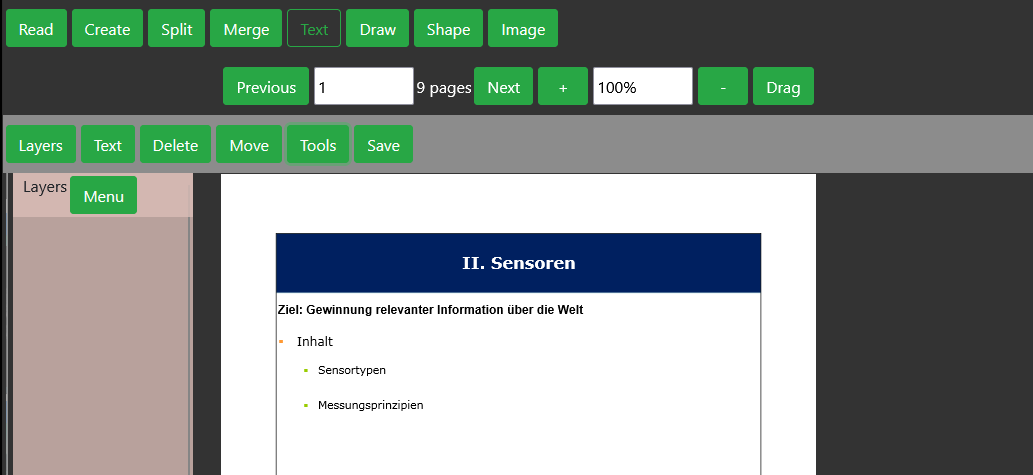 Read Create Split Merge Text Draw Shape Image
Previous 1 9 pages Next + 100% - Drag
Layers Text Delete Move Tools Save
Layers Menu
II. Sensoren
Ziel: Gewinnung relevanter Information über die Welt
Inhalt
Sensortypen
Messungsprinzipien